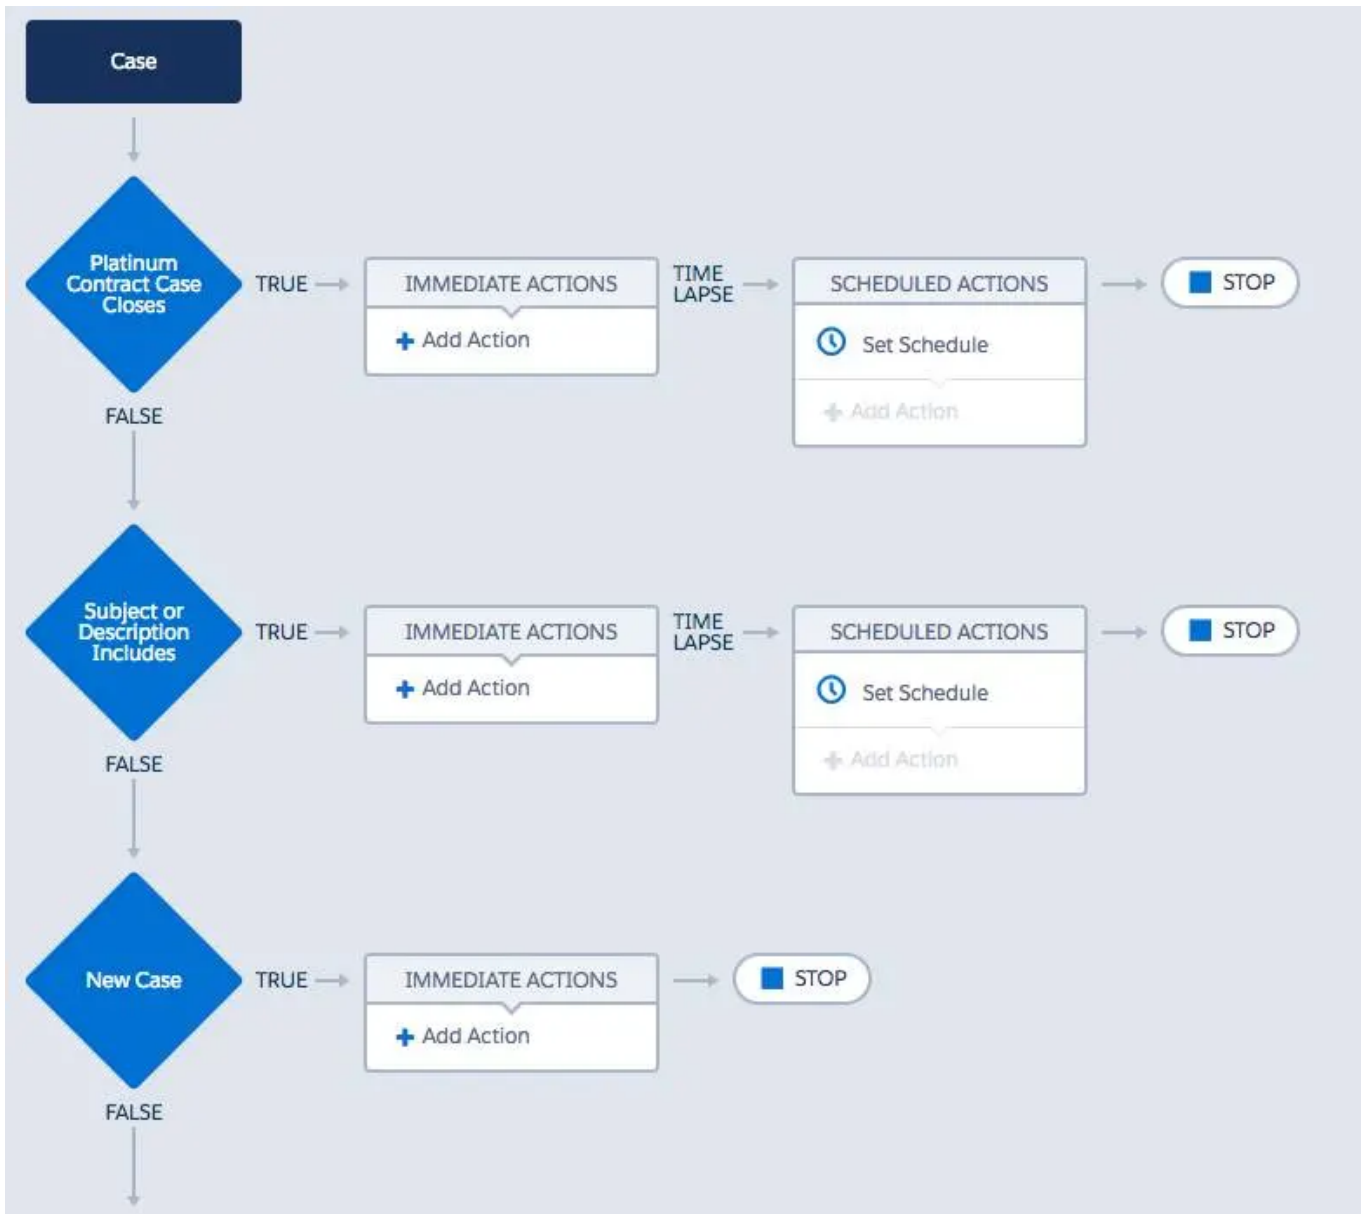 Case
Platinum
Contract Case
Closes
TRUE
IMMEDIATE ACTIONS
Add Action
TIME
LAPSE
SCHEDULED ACTIONS
Set Schedule
Add Action
STOP
FALSE
Subject or
Description
Includes
TRUE
IMMEDIATE ACTIONS
Add Action
TIME
LAPSE
SCHEDULED ACTIONS
Set Schedule
Add Action
STOP
FALSE
New Case
TRUE
IMMEDIATE ACTIONS
Add Action
STOP
FALSE